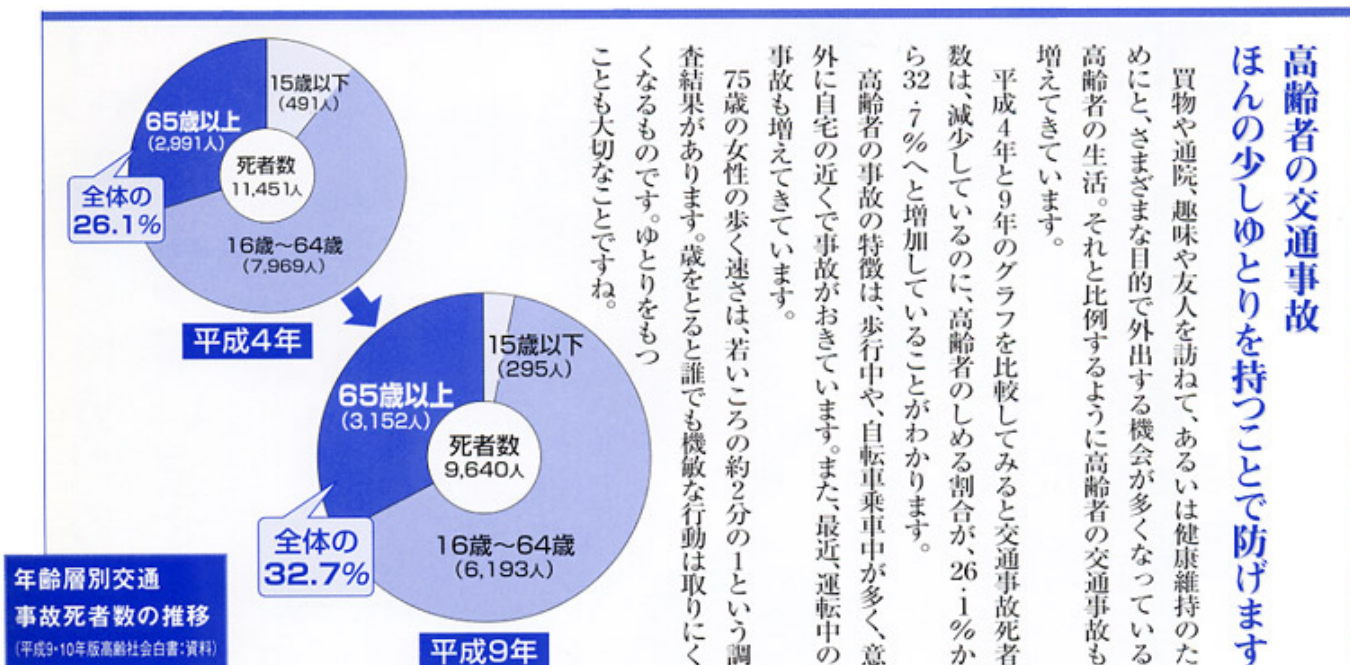 高齢者の交通事故
ほんの少しゆとりを持つことで防げます
買物や通院、趣味や友人を訪ねて、あるいは健康維持のた
めにと、さまざまな目的で外出する機会が多くなっている
高齢者の生活。それと比例するように高齢者の交通事故も
増えてきています。
平成4年と9年のグラフを比較してみると交通事故死者
数は、減少しているのに、高齢者のしめる割合が、26.1%か
ら32.7%へと増加していることがわかります。
高齢者の事故の特徴は、歩行中や、自転車乗車中が多く、意
外に自宅の近くで事故がおきています。また、最近、運転中の
事故も増えてきています。
75歳の女性の歩く速さは、若いころの約2分の1という調
査結果があります。歳をとると誰でも機敏な行動は取りにく
くなるものです。ゆとりをもつ
ことも大切なことですね。
15歳以下
(491人)
65歳以上
(2,991人)
死者数
11,451人
全体の
26.1%
16歳~64歳
(7,969人)
平成4年
15歳以下
(295人)
65歳以上
(3,152人)
死者数
9,640人
全体の
32.7%
16歳~64歳
(6,193人)
平成9年
年齢層別交通
事故死者数の推移
(平成9・10年版高齢社会白書:資料)